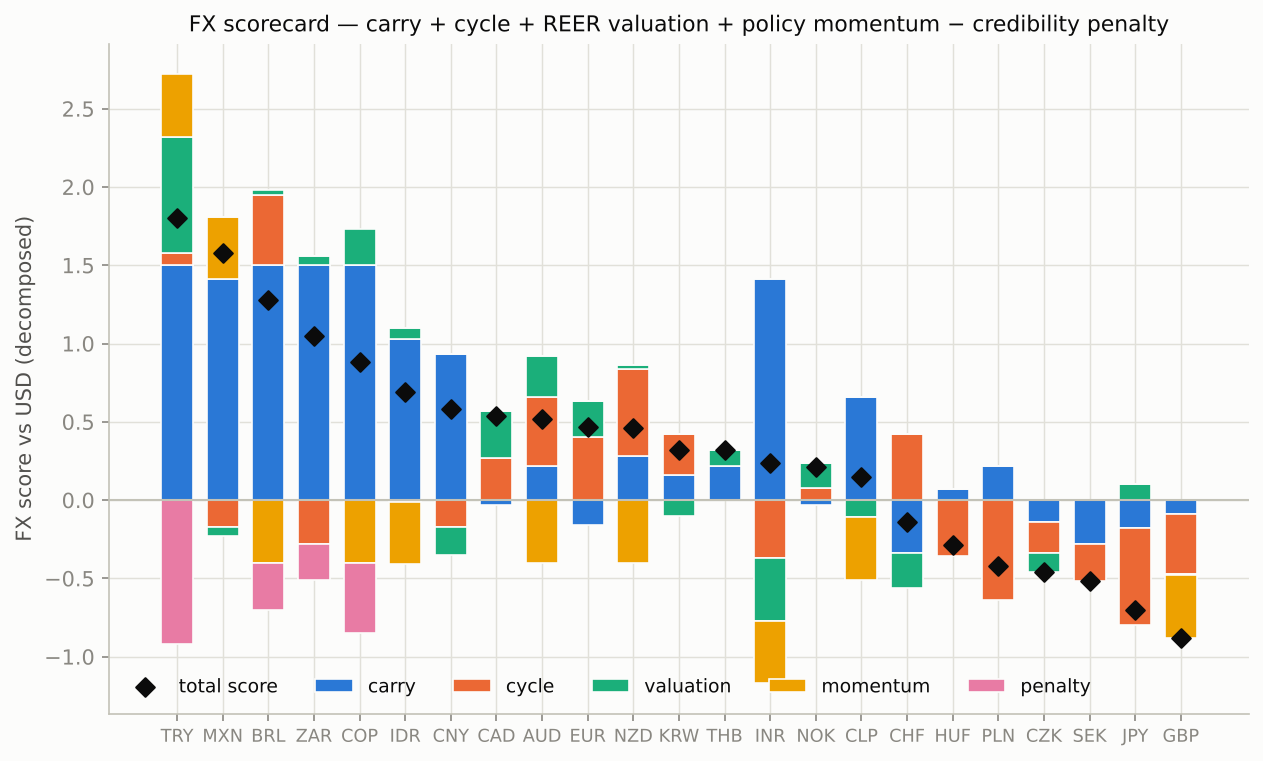 FX scorecard — carry + cycle + REER valuation + policy momentum − credibility penalty
FX score vs USD (decomposed)
2.5
2.0
1.5
1.0
0.5
0.0
−0.5
−1.0
total score carry cycle valuation momentum penalty
TRY MXN BRL ZAR COP IDR CNY CAD AUD EUR NZD KRW THB INR NOK CLP CHF HUF PLN CZK SEK JPY GBP